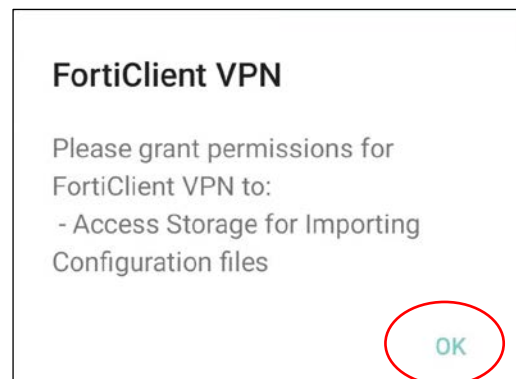 FortiClient VPN
Please grant permissions for
FortiClient VPN to:
- Access Storage for Importing
Configuration files
OK